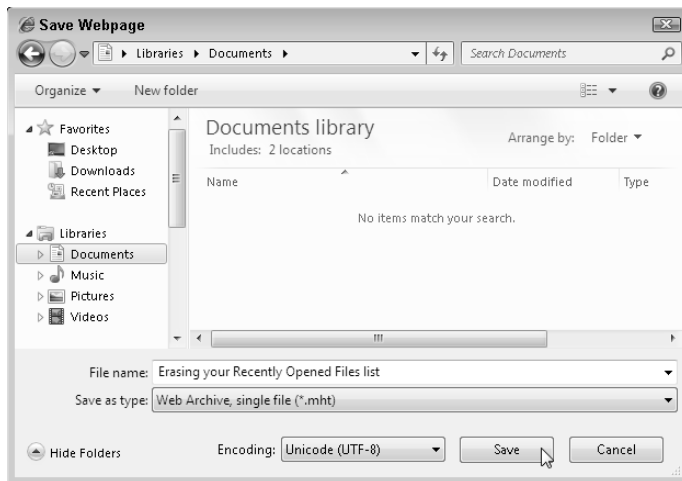 Save Webpage
Libraries Documents
Search Documents
Organize New folder
Favorites
Desktop
Downloads
Recent Places
Libraries
Documents
Music
Pictures
Videos
Documents library
Includes: 2 locations
Arrange by: Folder
Name Date modified Type
No items match your search.
File name: Erasing your Recently Opened Files list
Save as type: Web Archive, single file (*.mht)
Hide Folders
Encoding: Unicode (UTF-8) Save Cancel